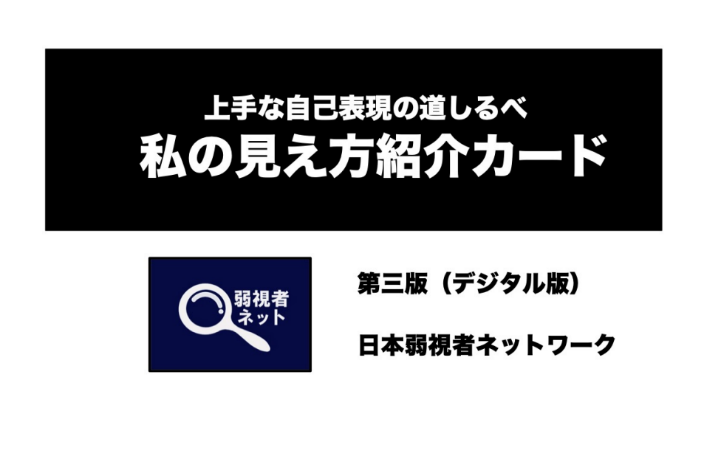 上手な自己表現の道しるべ
私の見え方紹介カード
弱視者
ネット
第三版（デジタル版）
日本弱視者ネットワーク